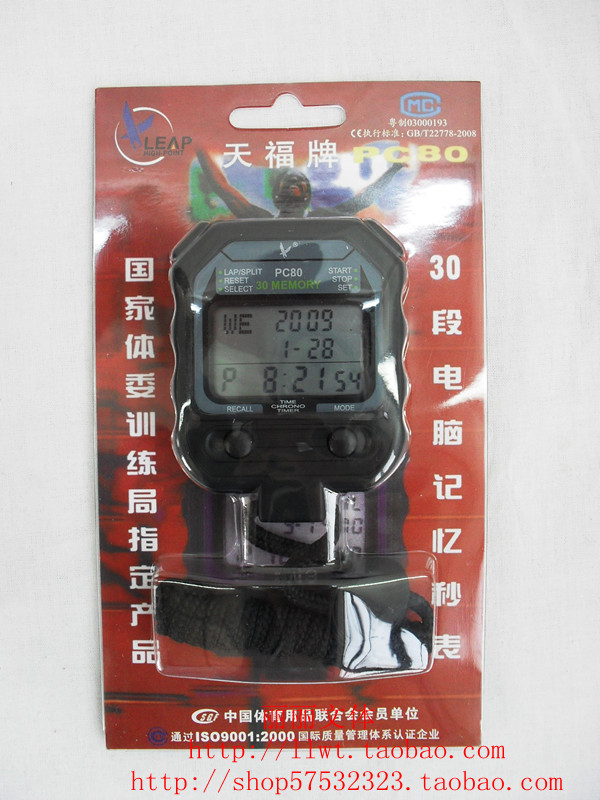 LEAP
HIGH POINT
CMC
粤制03000193
CE执行标准: GB/T22778-2008
天福牌 PC80
国家体委训练局指定产品
30段电脑记忆秒表
LAP/SPLIT
RESET
SELECT
PC80
30 MEMORY
START
STOP
SET
WE 2009
1-28
P 8:21 54
RECALL
TIME
CHRONO
TIMER
MODE
中国体育用品联合会会员单位
通过ISO9001:2000国际质量管理体系认证企业
http://llwt.taobao.com
http://shop57532323.taobao.com